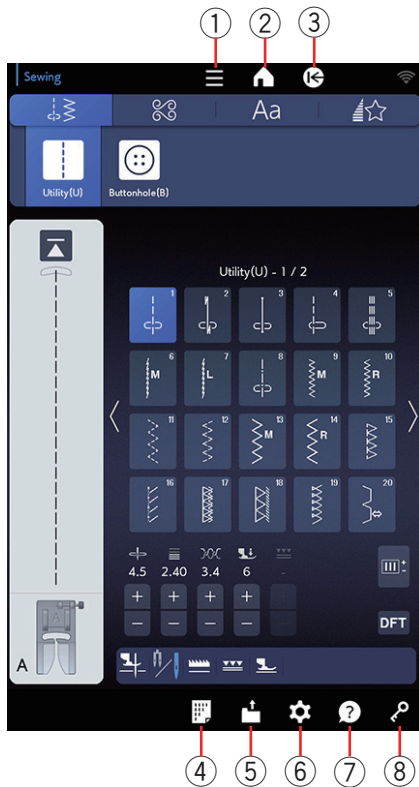 ① ② ③
Sewing
Aa
Utility(U) Buttonhole(B)
Utility(U) - 1 / 2
1 2 3 4 5
M 6 L 7 8 M 9 R 10
11 12 M 13 R 14 15
16 17 18 19 20
4.5 2.40 3.4 6 -
+ + + +
− − − −
DFT
A
?
④ ⑤ ⑥ ⑦ ⑧